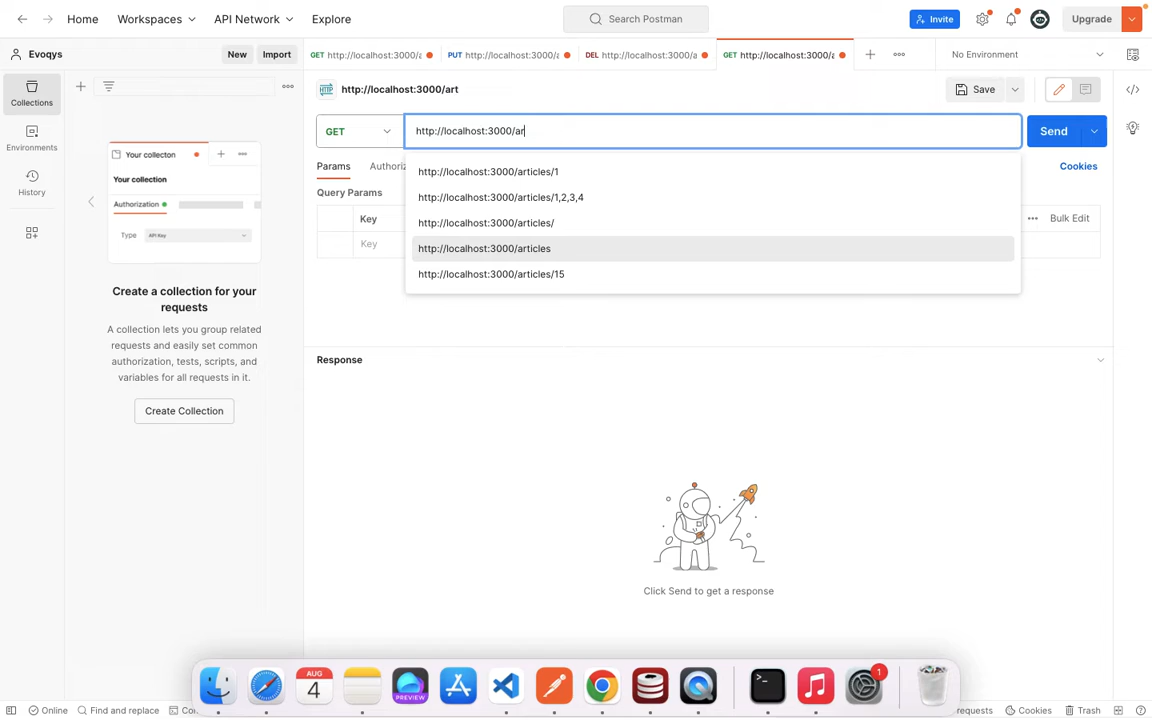 Home Workspaces API Network Explore Search Postman Invite Upgrade
Evoqys New Import GET http://localhost:3000/a PUT http://localhost:3000/a DEL http://localhost:3000/a GET http://localhost:3000/a No Environment
Collections
Environments
History
Your collecton
Your collection
Authorization
Type API Key
Create a collection for your
requests
A collection lets you group related
requests and easily set common
authorization, tests, scripts, and
variables for all requests in it.
Create Collection
HTTP http://localhost:3000/art Save
GET http://localhost:3000/ar Send
Params Authoriz Cookies
Query Params
Key Bulk Edit
Key
http://localhost:3000/articles/1
http://localhost:3000/articles/1,2,3,4
http://localhost:3000/articles/
http://localhost:3000/articles
http://localhost:3000/articles/15
Response
Click Send to get a response
AUG
4
PREVIEW
1
Online Find and replace Co requests Cookies Trash